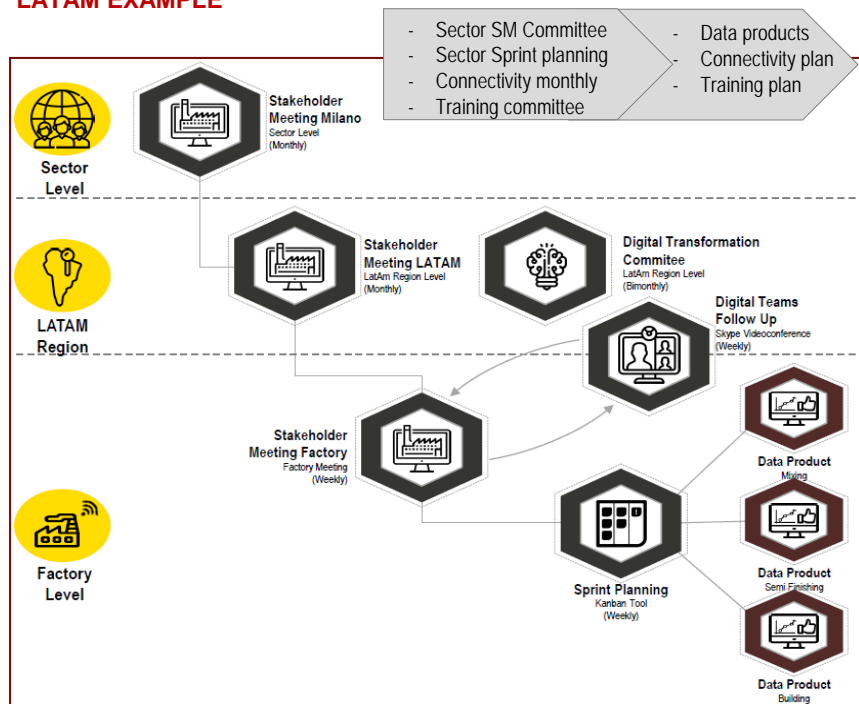 LATAM EXAMPLE
- Sector SM Committee
- Sector Sprint planning
- Connectivity monthly
- Training committee
- Data products
- Connectivity plan
- Training plan
Sector
Level
Stakeholder
Meeting Milano
Sector Level
(Monthly)
LATAM
Region
Stakeholder
Meeting LATAM
LatAm Region Level
(Monthly)
Digital Transformation
Commitee
LatAm Region Level
(Bimonthly)
Digital Teams
Follow Up
Skype Videoconference
(Weekly)
Factory
Level
Stakeholder
Meeting Factory
Factory Meeting
(Weekly)
Sprint Planning
Kanban Tool
(Weekly)
Data Product
Mixing
Data Product
Semi Finishing
Data Product
Building